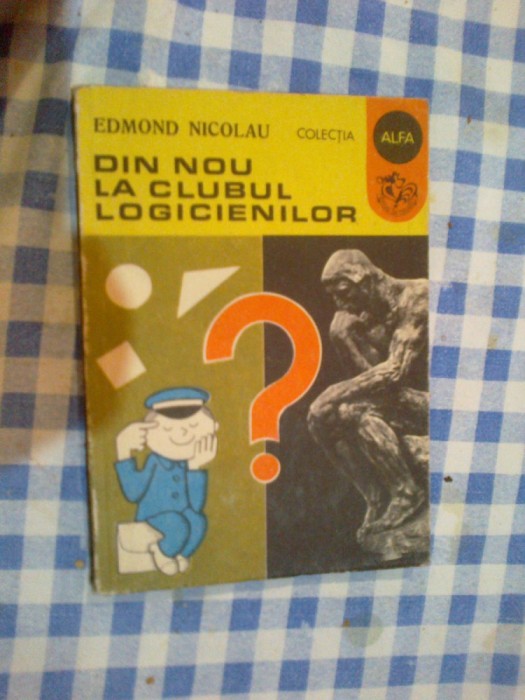 EDMOND NICOLAU
COLECȚIA
ALFA
DIN NOU
LA CLUBUL
LOGICIENILOR
?